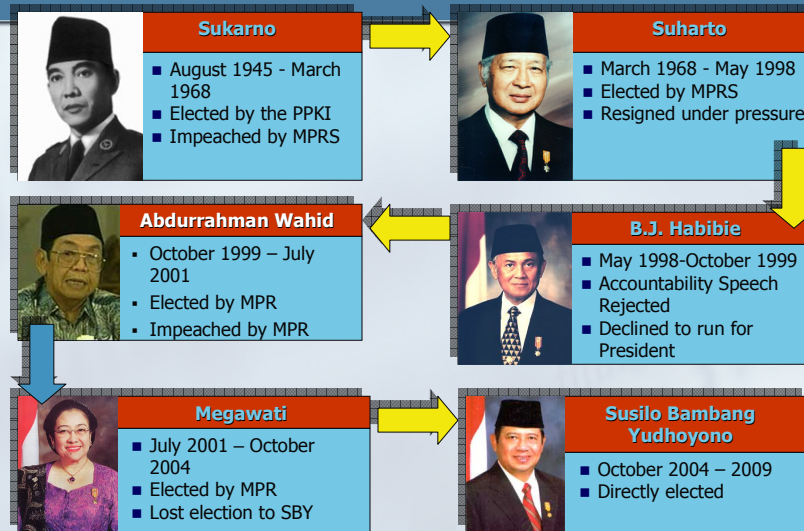 Sukarno
■ August 1945 - March
1968
■ Elected by the PPKI
■ Impeached by MPRS
Suharto
■ March 1968 - May 1998
■ Elected by MPRS
■ Resigned under pressure
B.J. Habibie
■ May 1998-October 1999
■ Accountability Speech
Rejected
■ Declined to run for
President
Abdurrahman Wahid
▪ October 1999 – July
2001
▪ Elected by MPR
▪ Impeached by MPR
Megawati
■ July 2001 – October
2004
■ Elected by MPR
■ Lost election to SBY
Susilo Bambang
Yudhoyono
■ October 2004 – 2009
■ Directly elected